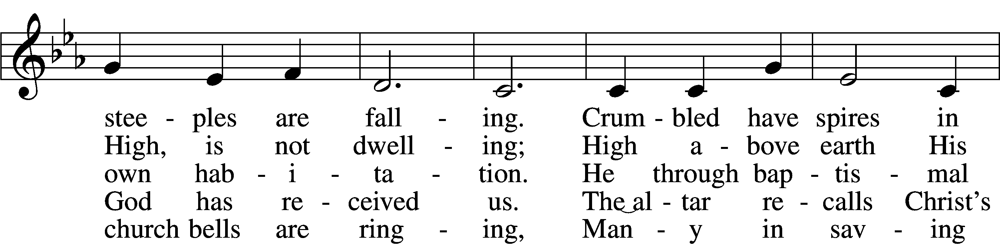 stee - ples are fall - ing. Crum - bled have spires in
High, is not dwell - ing; High a - bove earth His
own hab - i - ta - tion. He through bap - tis - mal
God has re - ceived us. The al - tar re - calls Christ's
church bells are ring - ing, Man - y in sav - ing